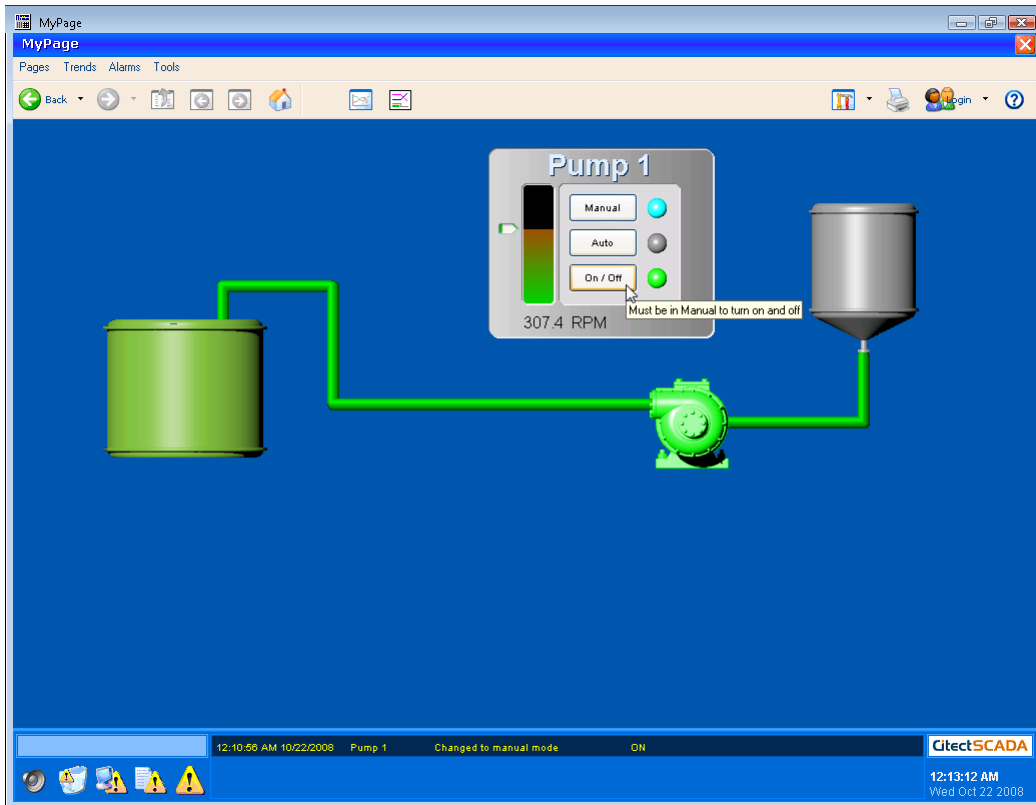 MyPage
MyPage
Pages Trends Alarms Tools
Back Login
Pump 1
Manual
Auto
On / Off
Must be in Manual to turn on and off
307.4 RPM
12:10:56 AM 10/22/2008 Pump 1 Changed to manual mode ON
CitectSCADA
12:13:12 AM
Wed Oct 22 2008